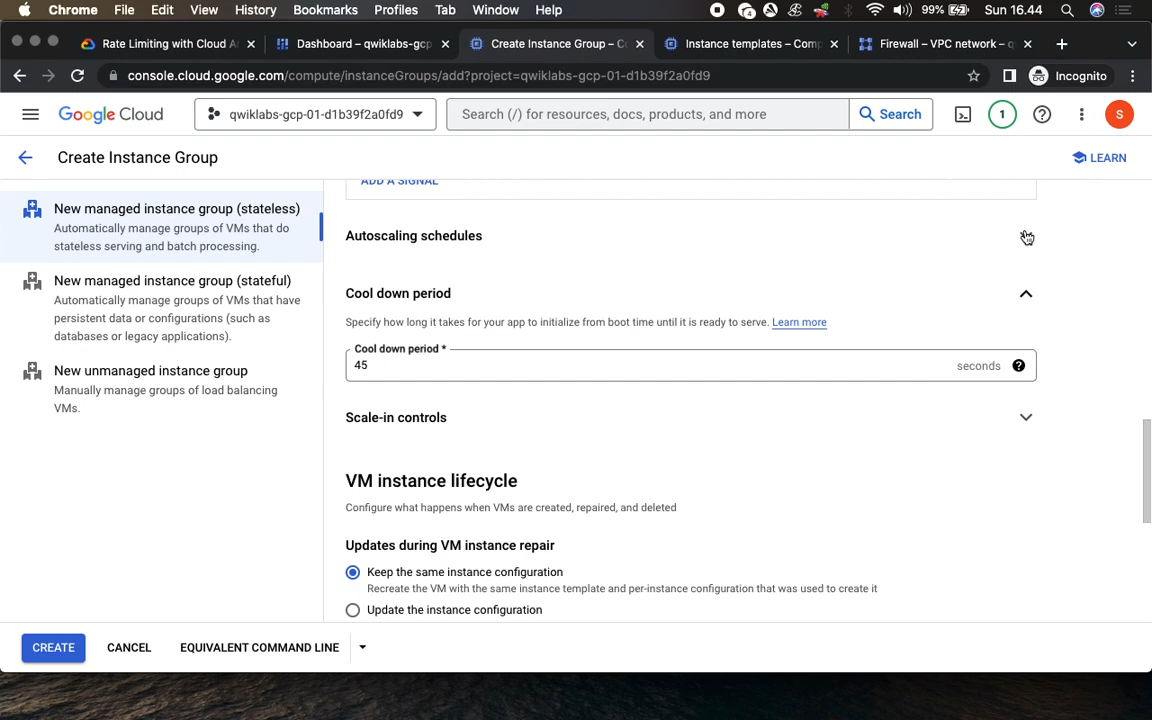 Chrome File Edit View History Bookmarks Profiles Tab Window Help 4 99% Sun 16.44
Rate Limiting with Cloud A Dashboard – qwiklabs-gcp Create Instance Group – C Instance templates – Comp Firewall – VPC network – q
console.cloud.google.com/compute/instanceGroups/add?project=qwiklabs-gcp-01-d1b39f2a0fd9 Incognito
Google Cloud qwiklabs-gcp-01-d1b39f2a0fd9 Search (/) for resources, docs, products, and more Search 1 S
Create Instance Group LEARN
New managed instance group (stateless)
Automatically manage groups of VMs that do
stateless serving and batch processing.
New managed instance group (stateful)
Automatically manage groups of VMs that have
persistent data or configurations (such as
databases or legacy applications).
New unmanaged instance group
Manually manage groups of load balancing
VMs.
ADD A SIGNAL
Autoscaling schedules
Cool down period
Specify how long it takes for your app to initialize from boot time until it is ready to serve. Learn more
Cool down period *
45 seconds
Scale-in controls
VM instance lifecycle
Configure what happens when VMs are created, repaired, and deleted
Updates during VM instance repair
Keep the same instance configuration
Recreate the VM with the same instance template and per-instance configuration that was used to create it
Update the instance configuration
CREATE CANCEL EQUIVALENT COMMAND LINE